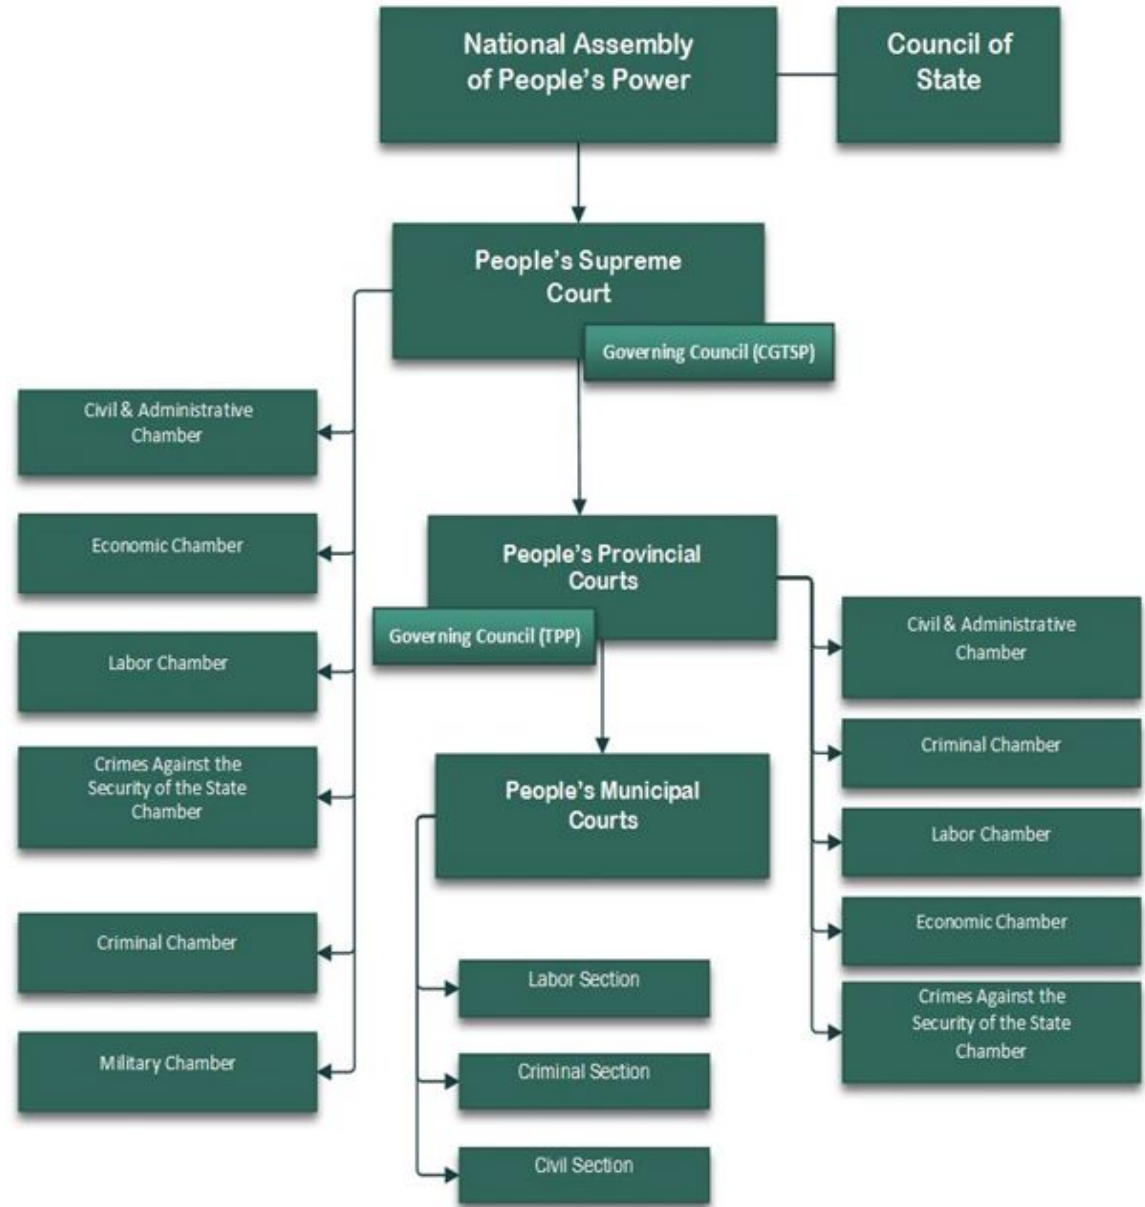 National Assembly
of People's Power
Council of
State
People's Supreme
Court
Governing Council (CGTSP)
Civil & Administrative
Chamber
Economic Chamber
Labor Chamber
Crimes Against the
Security of the State
Chamber
Criminal Chamber
Military Chamber
People's Provincial
Courts
Governing Council (TPP)
Civil & Administrative
Chamber
Criminal Chamber
Labor Chamber
Economic Chamber
Crimes Against the
Security of the State
Chamber
People's Municipal
Courts
Labor Section
Criminal Section
Civil Section